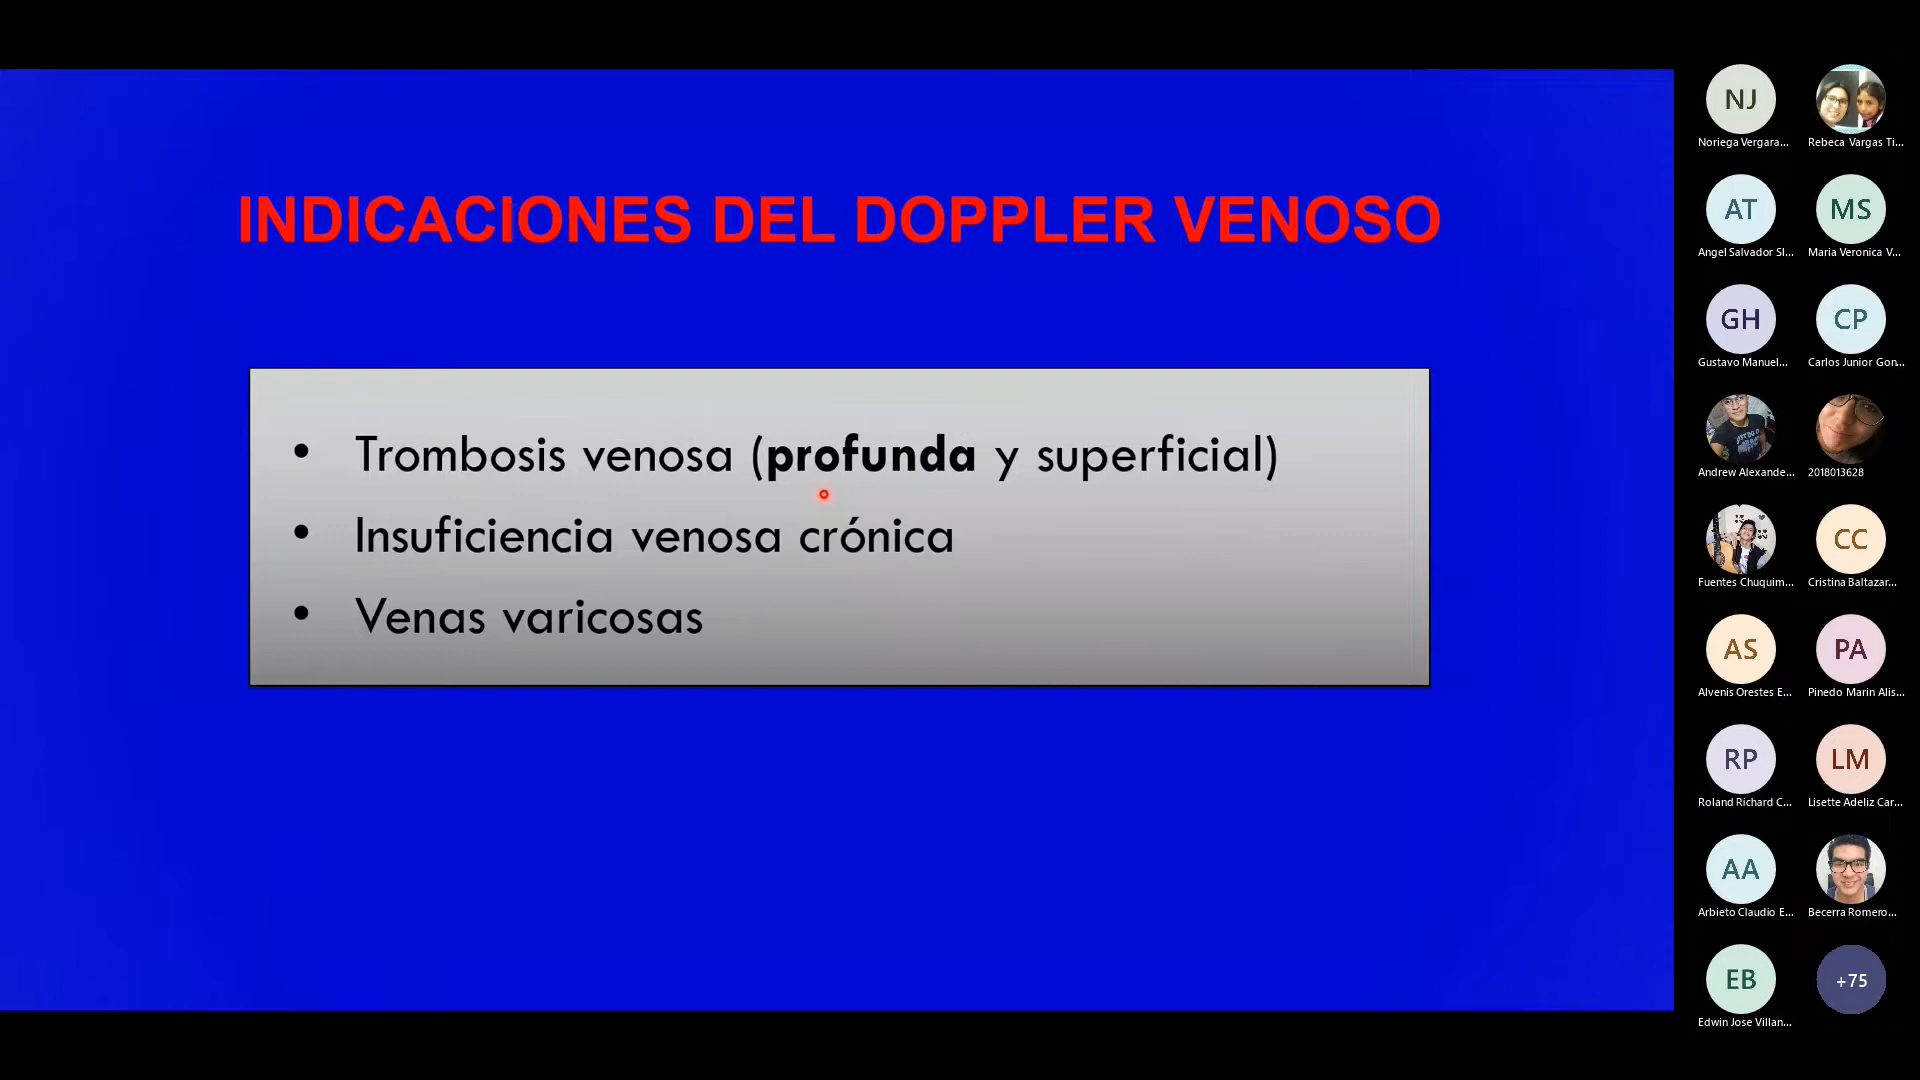 INDICACIONES DEL DOPPLER VENOSO
• Trombosis venosa (profunda y superficial)
• Insuficiencia venosa crónica
• Venas varicosas
NJ
Noriega Vergara...
Rebeca Vargas Ti...
AT
Angel Salvador Sl...
MS
Maria Veronica V...
GH
Gustavo Manuel...
CP
Carlos Junior Gon...
Andrew Alexande...
2018013628
Fuentes Chuquim...
CC
Cristina Baltazar...
AS
Alvenis Orestes E...
PA
Pinedo Marin Alis...
RP
Roland Richard C...
LM
Lisette Adeliz Car...
AA
Arbieto Claudio E...
Becerra Romero...
EB
Edwin Jose Villan...
+75